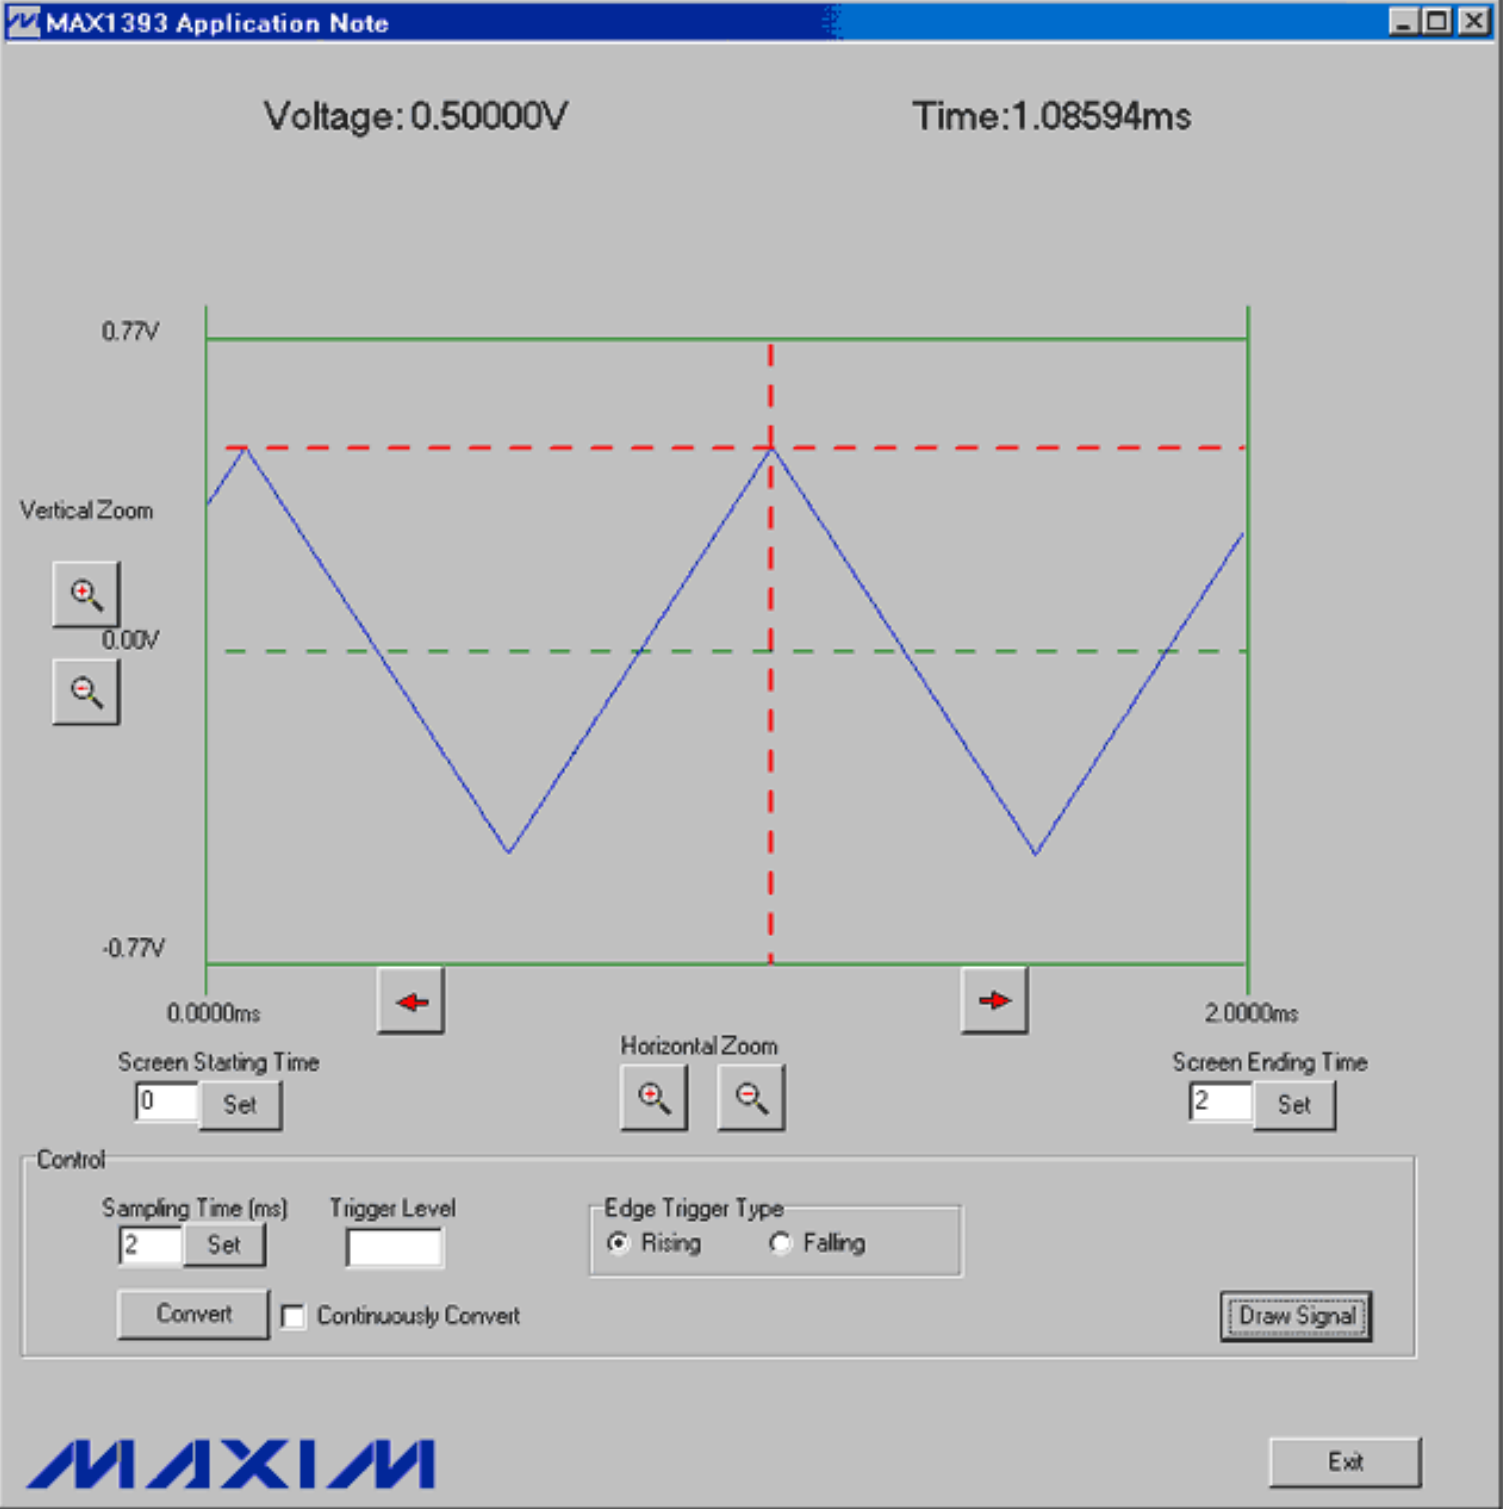 MAX1393 Application Note
Voltage: 0.50000V
Time:1.08594ms
0.77V
Vertical Zoom
0.00V
-0.77V
0.0000ms
2.0000ms
Horizontal Zoom
Screen Starting Time
Screen Ending Time
0 Set
2 Set
Control
Sampling Time (ms)
Trigger Level
Edge Trigger Type
2 Set
Rising
Falling
Convert
Continuously Convert
Draw Signal
MAXIM
Exit